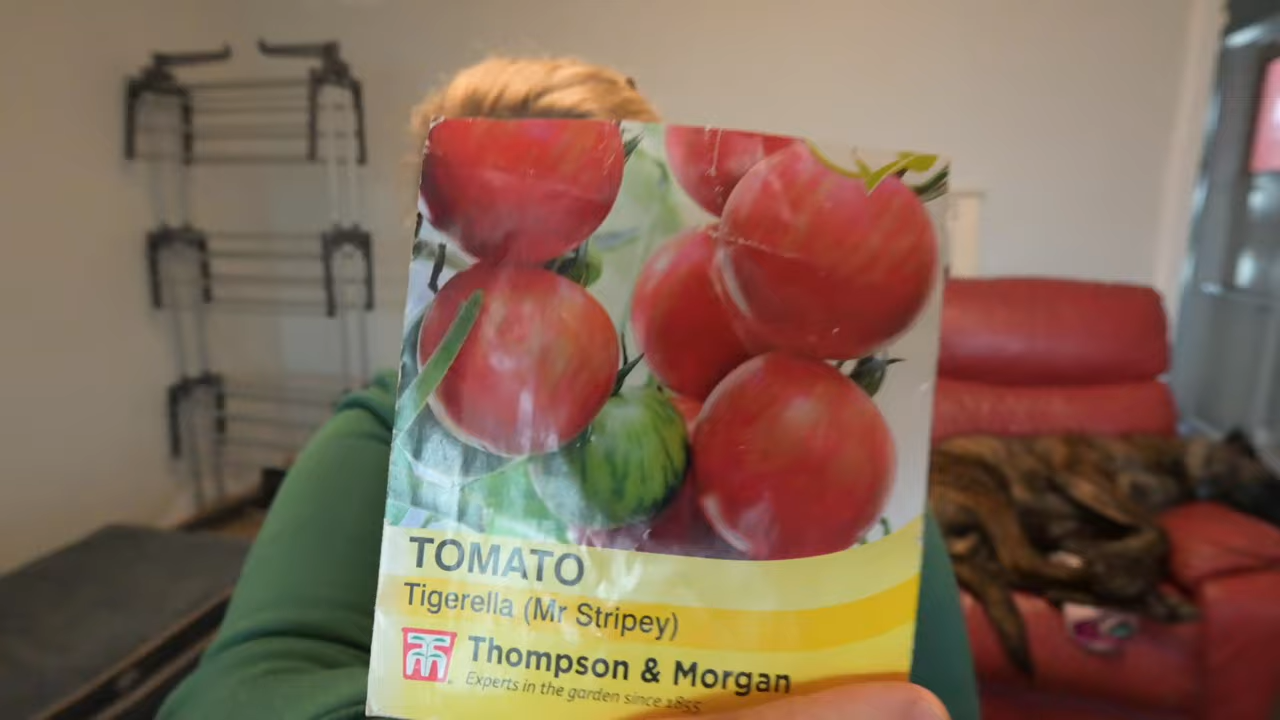 TOMATO
Tigerella (Mr Stripey)
Thompson & Morgan
Experts in the garden since 1855